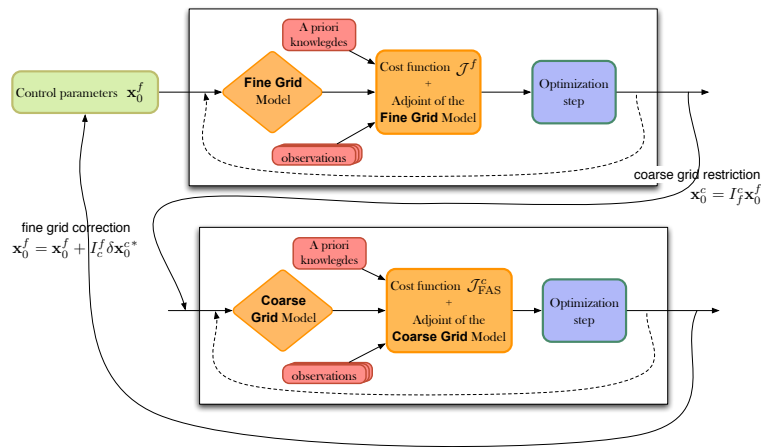 A priori
knowlegdes
Control parameters $\mathbf{x}_0^f$
Fine Grid
Model
Cost function $\mathcal{J}^f$
+
Adjoint of the
Fine Grid Model
Optimization
step
observations
coarse grid restriction
$\mathbf{x}_0^c = I_f^c \mathbf{x}_0^f$
fine grid correction
$\mathbf{x}_0^f = \mathbf{x}_0^f + I_c^f \delta \mathbf{x}_0^{c*}$
A priori
knowlegdes
Coarse
Grid Model
Cost function $\mathcal{J}_{\mathrm{FAS}}^c$
+
Adjoint of the
Coarse Grid Model
Optimization
step
observations